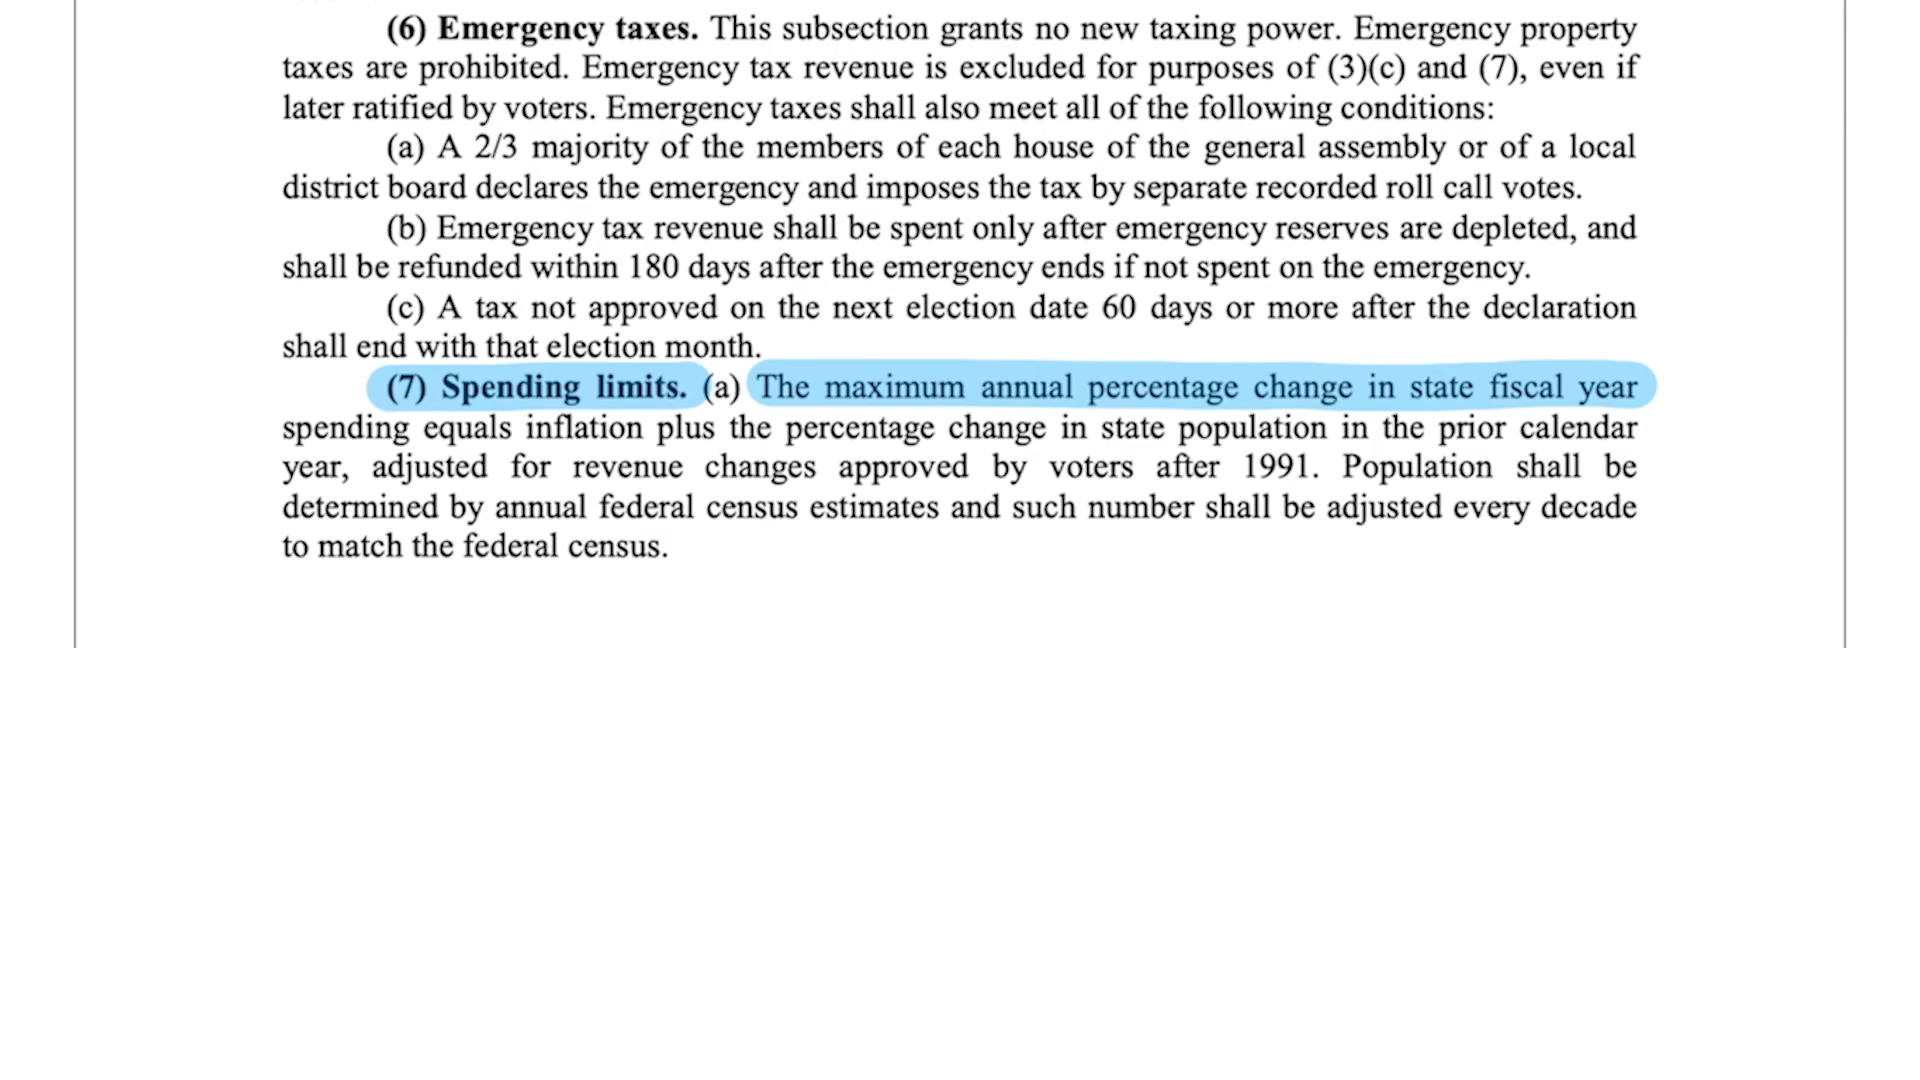 (6) Emergency taxes. This subsection grants no new taxing power. Emergency property
taxes are prohibited. Emergency tax revenue is excluded for purposes of (3)(c) and (7), even if
later ratified by voters. Emergency taxes shall also meet all of the following conditions:
(a) A 2/3 majority of the members of each house of the general assembly or of a local
district board declares the emergency and imposes the tax by separate recorded roll call votes.
(b) Emergency tax revenue shall be spent only after emergency reserves are depleted, and
shall be refunded within 180 days after the emergency ends if not spent on the emergency.
(c) A tax not approved on the next election date 60 days or more after the declaration
shall end with that election month.
(7) Spending limits. (a) The maximum annual percentage change in state fiscal year
spending equals inflation plus the percentage change in state population in the prior calendar
year, adjusted for revenue changes approved by voters after 1991. Population shall be
determined by annual federal census estimates and such number shall be adjusted every decade
to match the federal census.